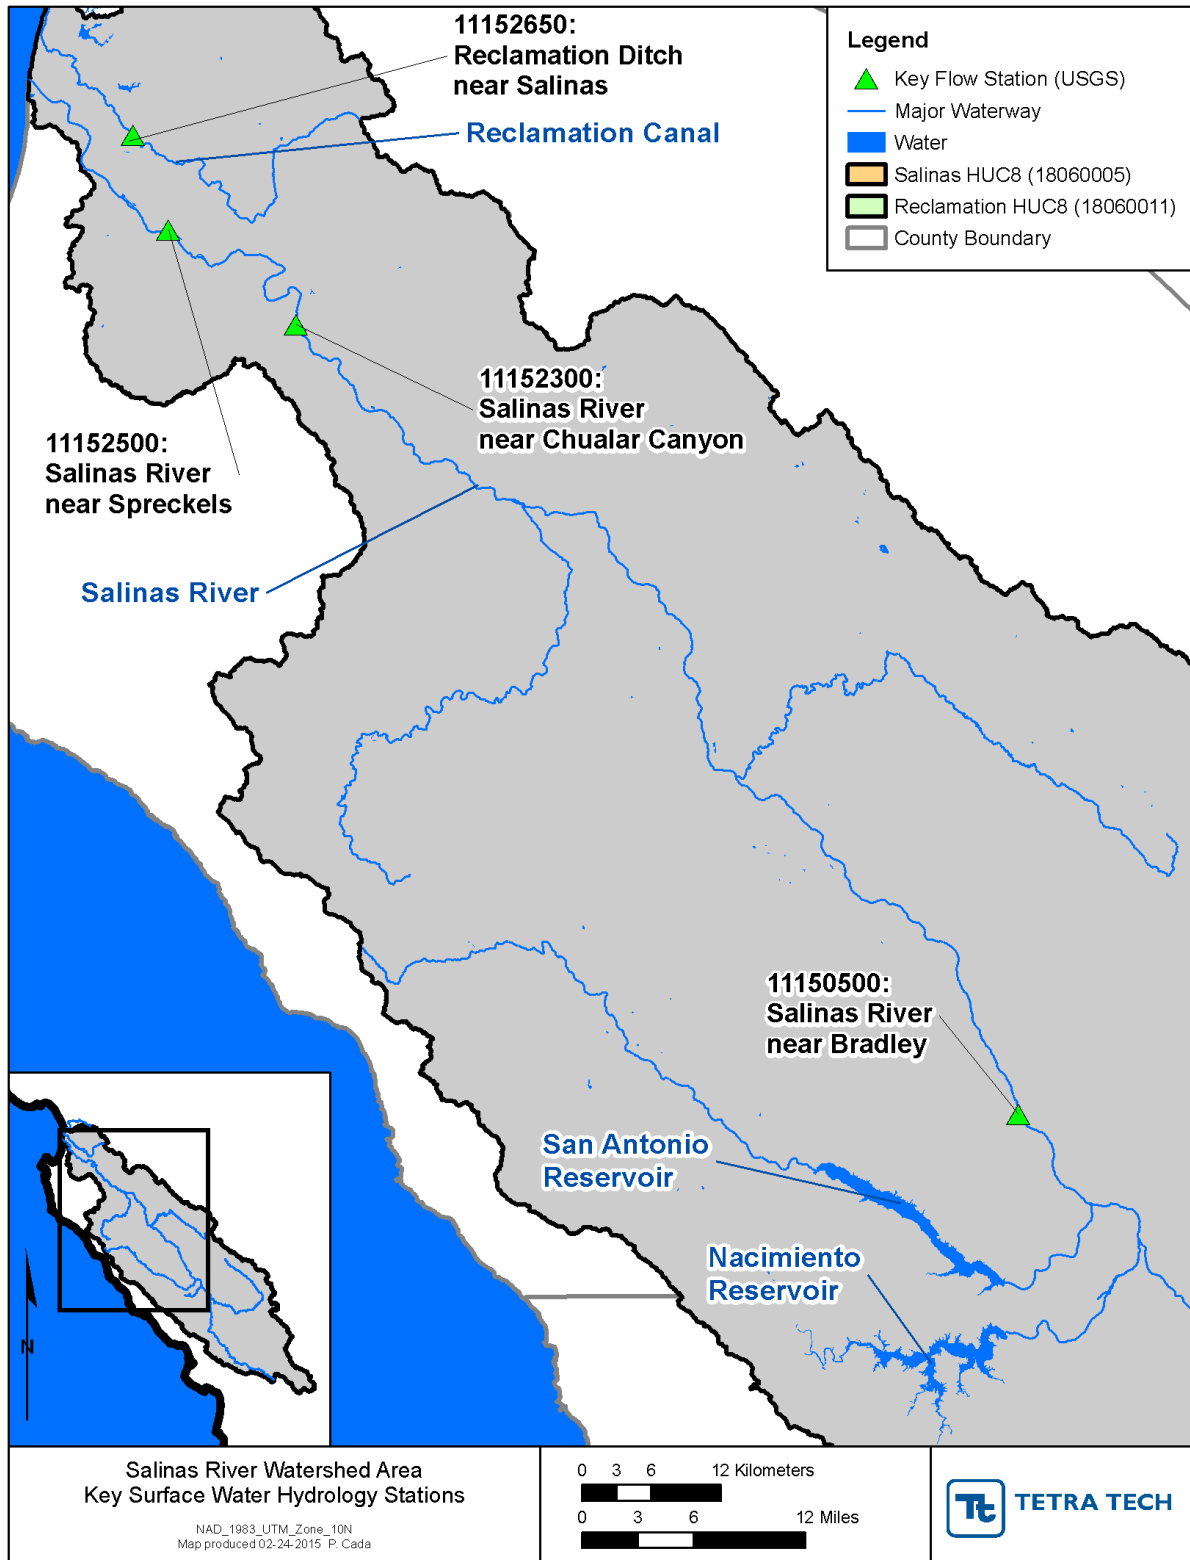 11152650:
Reclamation Ditch
near Salinas
Reclamation Canal
Legend
Key Flow Station (USGS)
Major Waterway
Water
Salinas HUC8 (18060005)
Reclamation HUC8 (18060011)
County Boundary
11152300:
Salinas River
near Chualar Canyon
11152500:
Salinas River
near Spreckels
Salinas River
11150500:
Salinas River
near Bradley
San Antonio
Reservoir
Nacimiento
Reservoir
N
Salinas River Watershed Area
Key Surface Water Hydrology Stations
NAD_1983_UTM_Zone_10N
Map produced 02-24-2015 P. Cada
0 3 6 12 Kilometers
0 3 6 12 Miles
Tt TETRA TECH